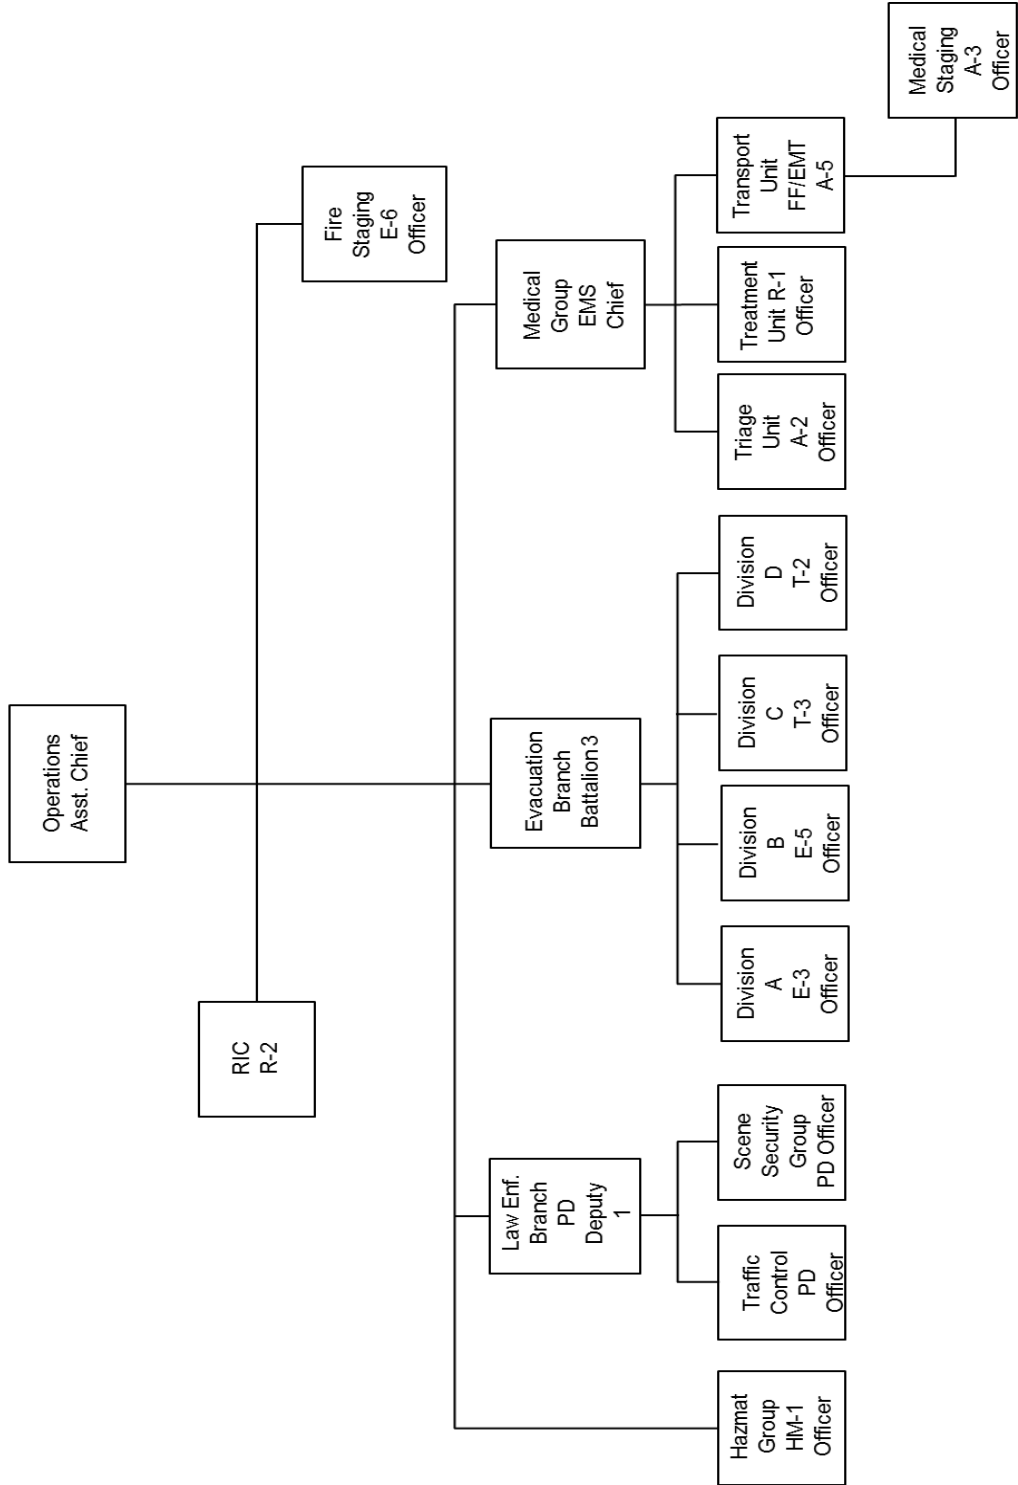 Operations
Asst. Chief
RIC
R-2
Fire
Staging
E-6
Officer
Hazmat
Group
HM-1
Officer
Law Enf.
Branch
PD
Deputy
1
Traffic
Control
PD
Officer
Scene
Security
Group
PD Officer
Evacuation
Branch
Battalion 3
Division
A
E-3
Officer
Division
B
E-5
Officer
Division
C
T-3
Officer
Division
D
T-2
Officer
Medical
Group
EMS
Chief
Triage
Unit
A-2
Officer
Treatment
Unit R-1
Officer
Transport
Unit
FF/EMT
A-5
Medical
Staging
A-3
Officer